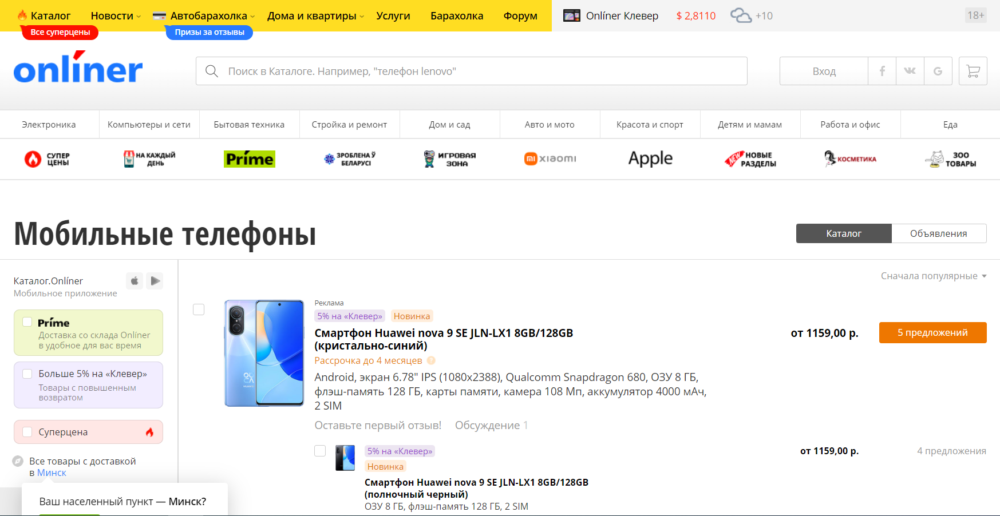 Каталог Новости Автобарахолка Дома и квартиры Услуги Барахолка Форум Onlíner Клевер $ 2,8110 +10 18+
Все суперцены Призы за отзывы
onlíner
Поиск в Каталоге. Например, "телефон lenovo"
Вход
Электроника Компьютеры и сети Бытовая техника Стройка и ремонт Дом и сад Авто и мото Красота и спорт Детям и мамам Работа и офис Еда
СУПЕР ЦЕНЫ
НА КАЖДЫЙ ДЕНЬ
Príme
ЗРОБЛЕНА Ў БЕЛАРУСІ
ИГРОВАЯ ЗОНА
xiaomi
Apple
NEW НОВЫЕ РАЗДЕЛЫ
КОСМЕТИКА
ЗОО ТОВАРЫ
Мобильные телефоны
Каталог Объявления
Каталог.Onlíner
Мобильное приложение
Príme
Доставка со склада Onlíner
в удобное для вас время
Больше 5% на «Клевер»
Товары с повышенным
возвратом
Суперцена
Все товары с доставкой
в Минск
Ваш населенный пункт — Минск?
Сначала популярные
Реклама
5% на «Клевер» Новинка
Смартфон Huawei nova 9 SE JLN-LX1 8GB/128GB
(кристально-синий)
от 1159,00 р. 5 предложений
Рассрочка до 4 месяцев ?
Android, экран 6.78" IPS (1080x2388), Qualcomm Snapdragon 680, ОЗУ 8 ГБ,
флэш-память 128 ГБ, карты памяти, камера 108 Мп, аккумулятор 4000 мАч,
2 SIM
Оставьте первый отзыв! Обсуждение 1
5% на «Клевер»
Новинка
от 1159,00 р. 4 предложения
Смартфон Huawei nova 9 SE JLN-LX1 8GB/128GB
(полночный черный)
ОЗУ 8 ГБ, флэш-память 128 ГБ, 2 SIM